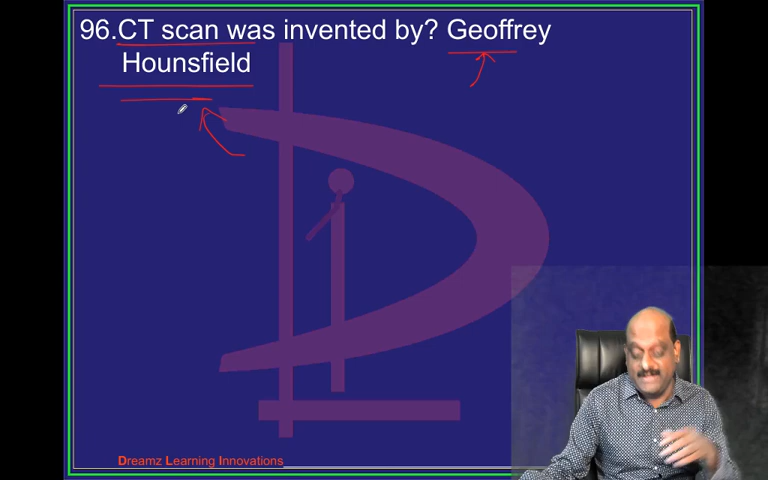 96.CT scan was invented by? Geoffrey
Hounsfield
Dreamz Learning Innovations